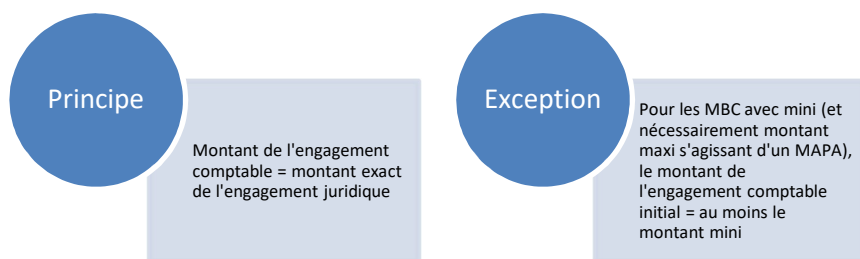 Principe
Montant de l'engagement
comptable = montant exact
de l'engagement juridique
Exception
Pour les MBC avec mini (et
nécessairement montant
maxi s'agissant d'un MAPA),
le montant de
l'engagement comptable
initial = au moins le
montant mini